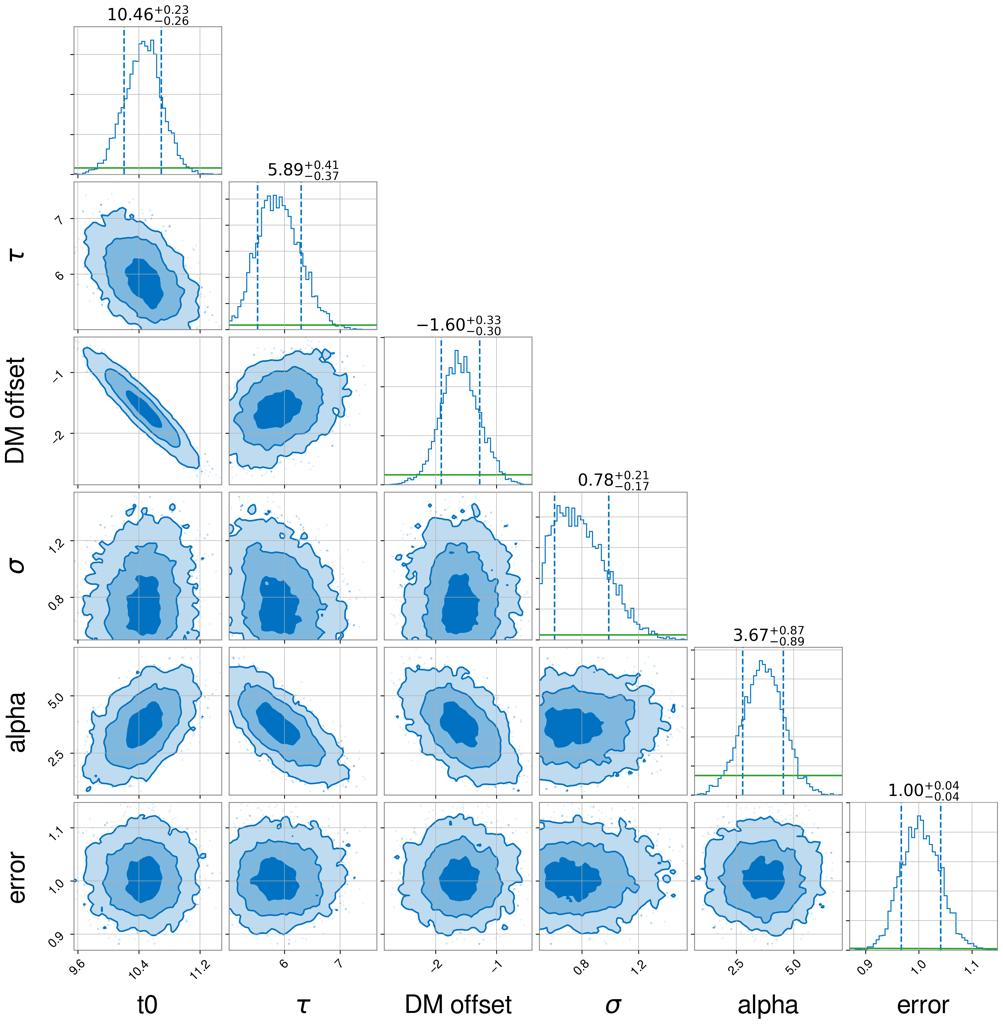 10.46+0.23−0.26
5.89+0.41−0.37
τ
7
6
−1.60+0.33−0.30
DM offset
−1
−2
0.78+0.21−0.17
σ
1.2
0.8
3.67+0.87−0.89
alpha
5.0
2.5
1.00+0.04−0.04
error
1.1
1.0
0.9
9.6 10.4 11.2 6 7 −2 −1 0.8 1.2 2.5 5.0 0.9 1.0 1.1
t0 τ DM offset σ alpha error